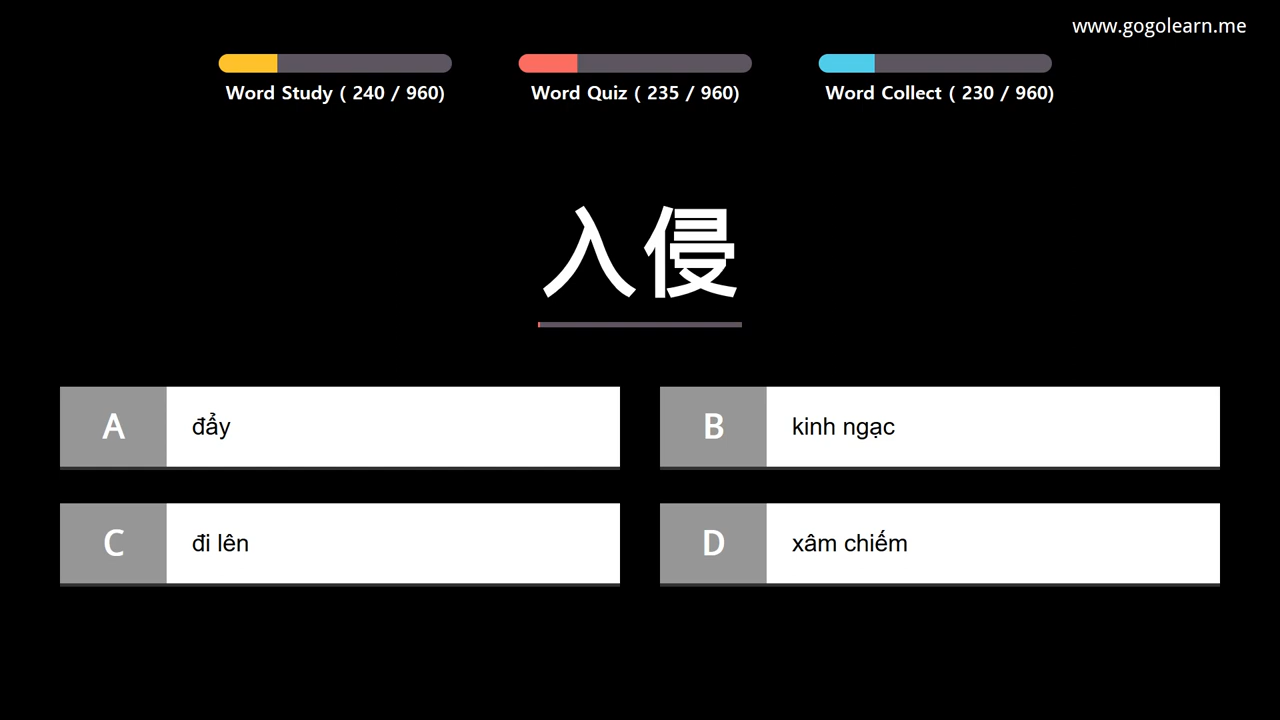 www.gogolearn.me
Word Study ( 240 / 960)
Word Quiz ( 235 / 960)
Word Collect ( 230 / 960)
入侵
A đẩy
B kinh ngạc
C đi lên
D xâm chiếm